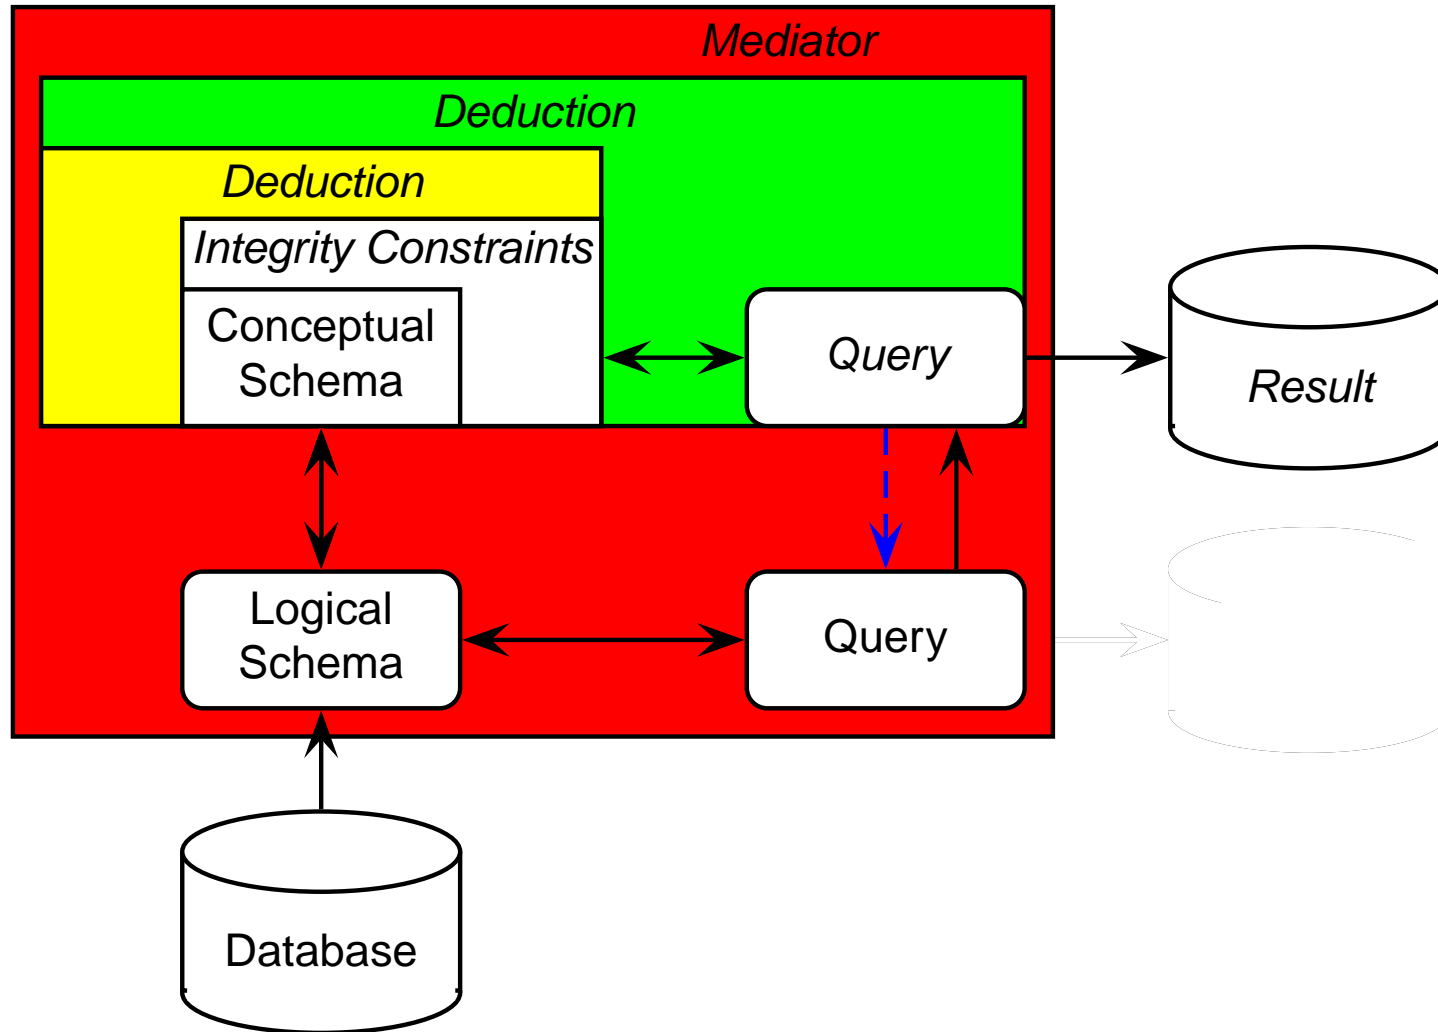 Mediator
Deduction
Deduction
Integrity Constraints
Conceptual
Schema
Query
Result
Logical
Schema
Query
Database